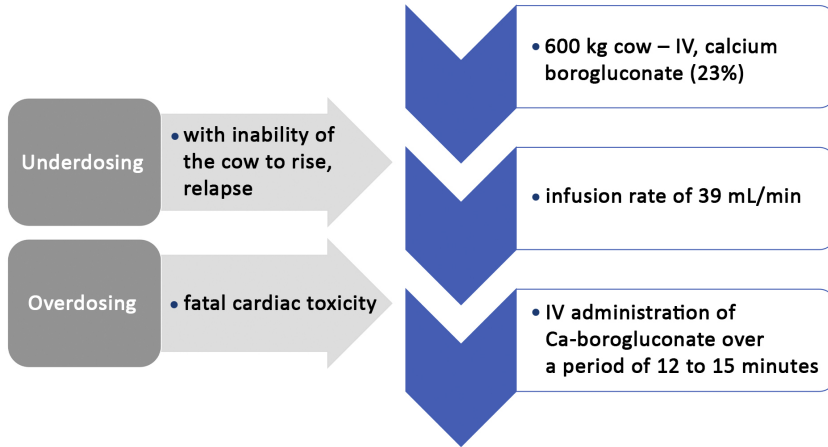 Underdosing
• with inability of
the cow to rise,
relapse
Overdosing
• fatal cardiac toxicity
• 600 kg cow – IV, calcium
borogluconate (23%)
• infusion rate of 39 mL/min
• IV administration of
Ca-borogluconate over
a period of 12 to 15 minutes